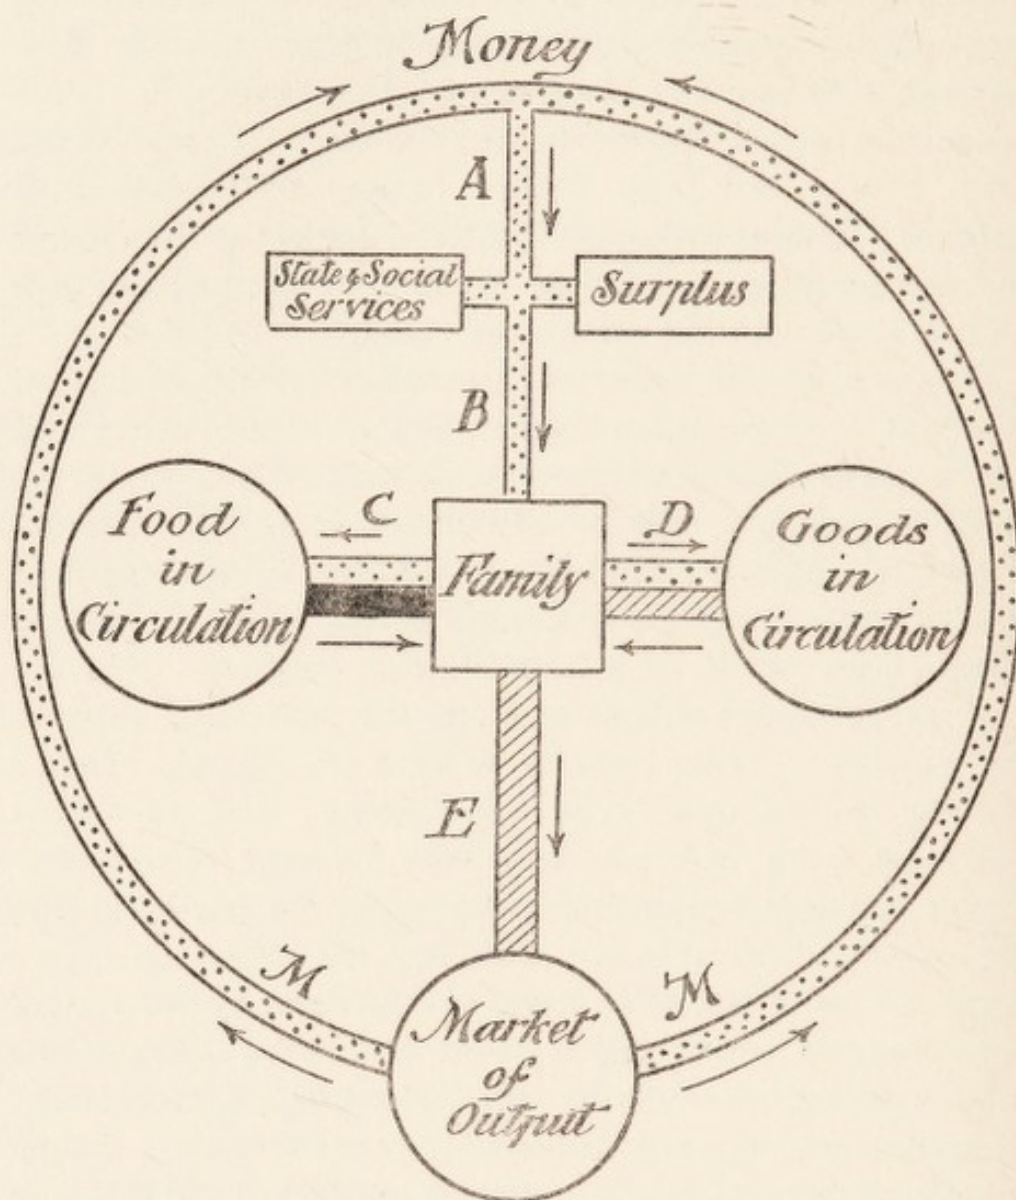 Money
A
State & Social
Services
Surplus
B
Food
in
Circulation
C
Family
D
Goods
in
Circulation
E
M
M
Market
of
Output